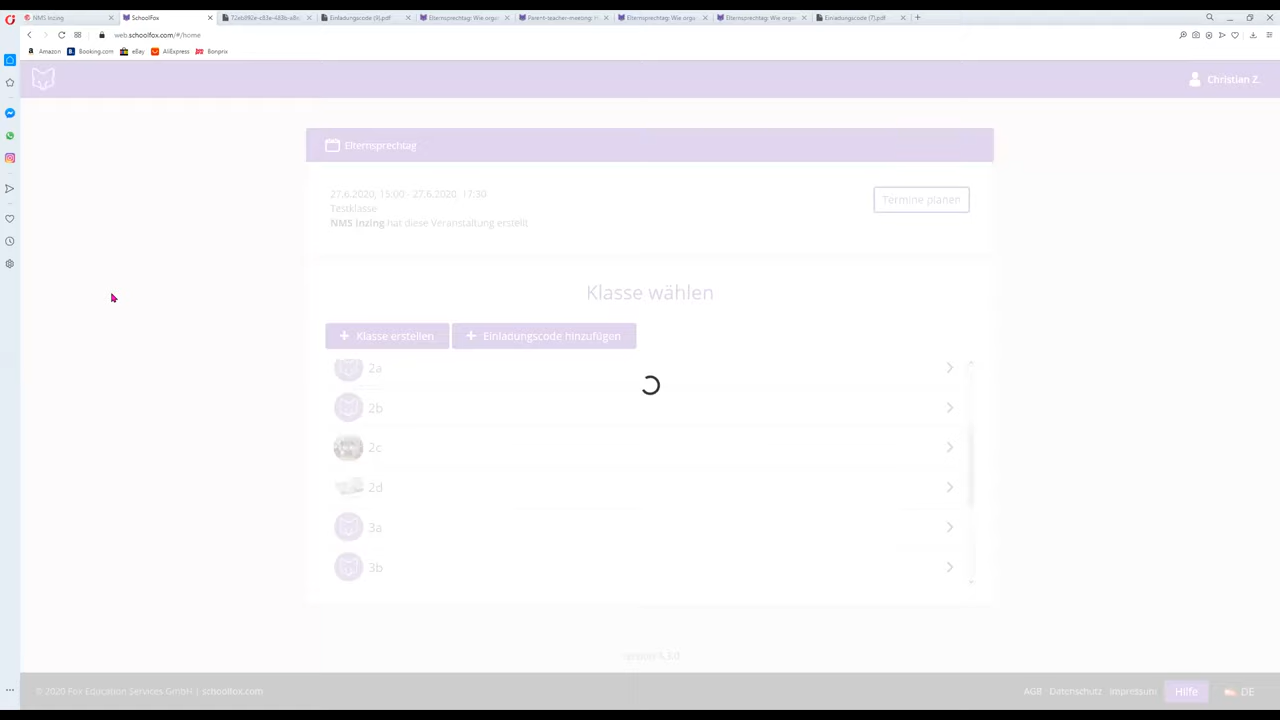 NMS Inzing
SchoolFox
Einladungscode (9).pdf
Elternsprechtag: Wie orga
Parent-teacher-meeting: H
Elternsprechtag: Wie orga
Elternsprechtag: Wie orga
Einladungscode (7).pdf
web.schoolfox.com/#/home
Amazon
Booking.com
eBay
AliExpress
Bonprix
Christian Z.
Elternsprechtag
27.6.2020, 15:00 - 27.6.2020, 17:30
Testklasse
NMS Inzing hat diese Veranstaltung erstellt
Termine planen
Klasse wählen
+ Klasse erstellen
+ Einladungscode hinzufügen
2a
2b
2c
2d
3a
3b
© 2020 Fox Education Services GmbH | schoolfox.com
AGB Datenschutz Impressum Hilfe DE